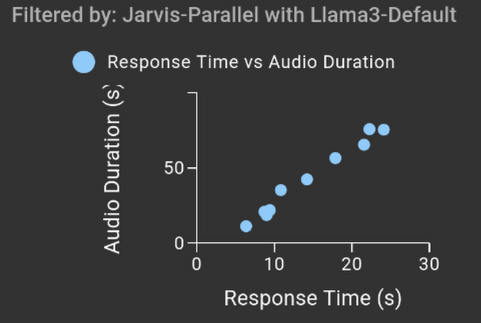 Filtered by: Jarvis-Parallel with Llama3-Default
Response Time vs Audio Duration
Audio Duration (s)
50
0
0
10
20
30
Response Time (s)